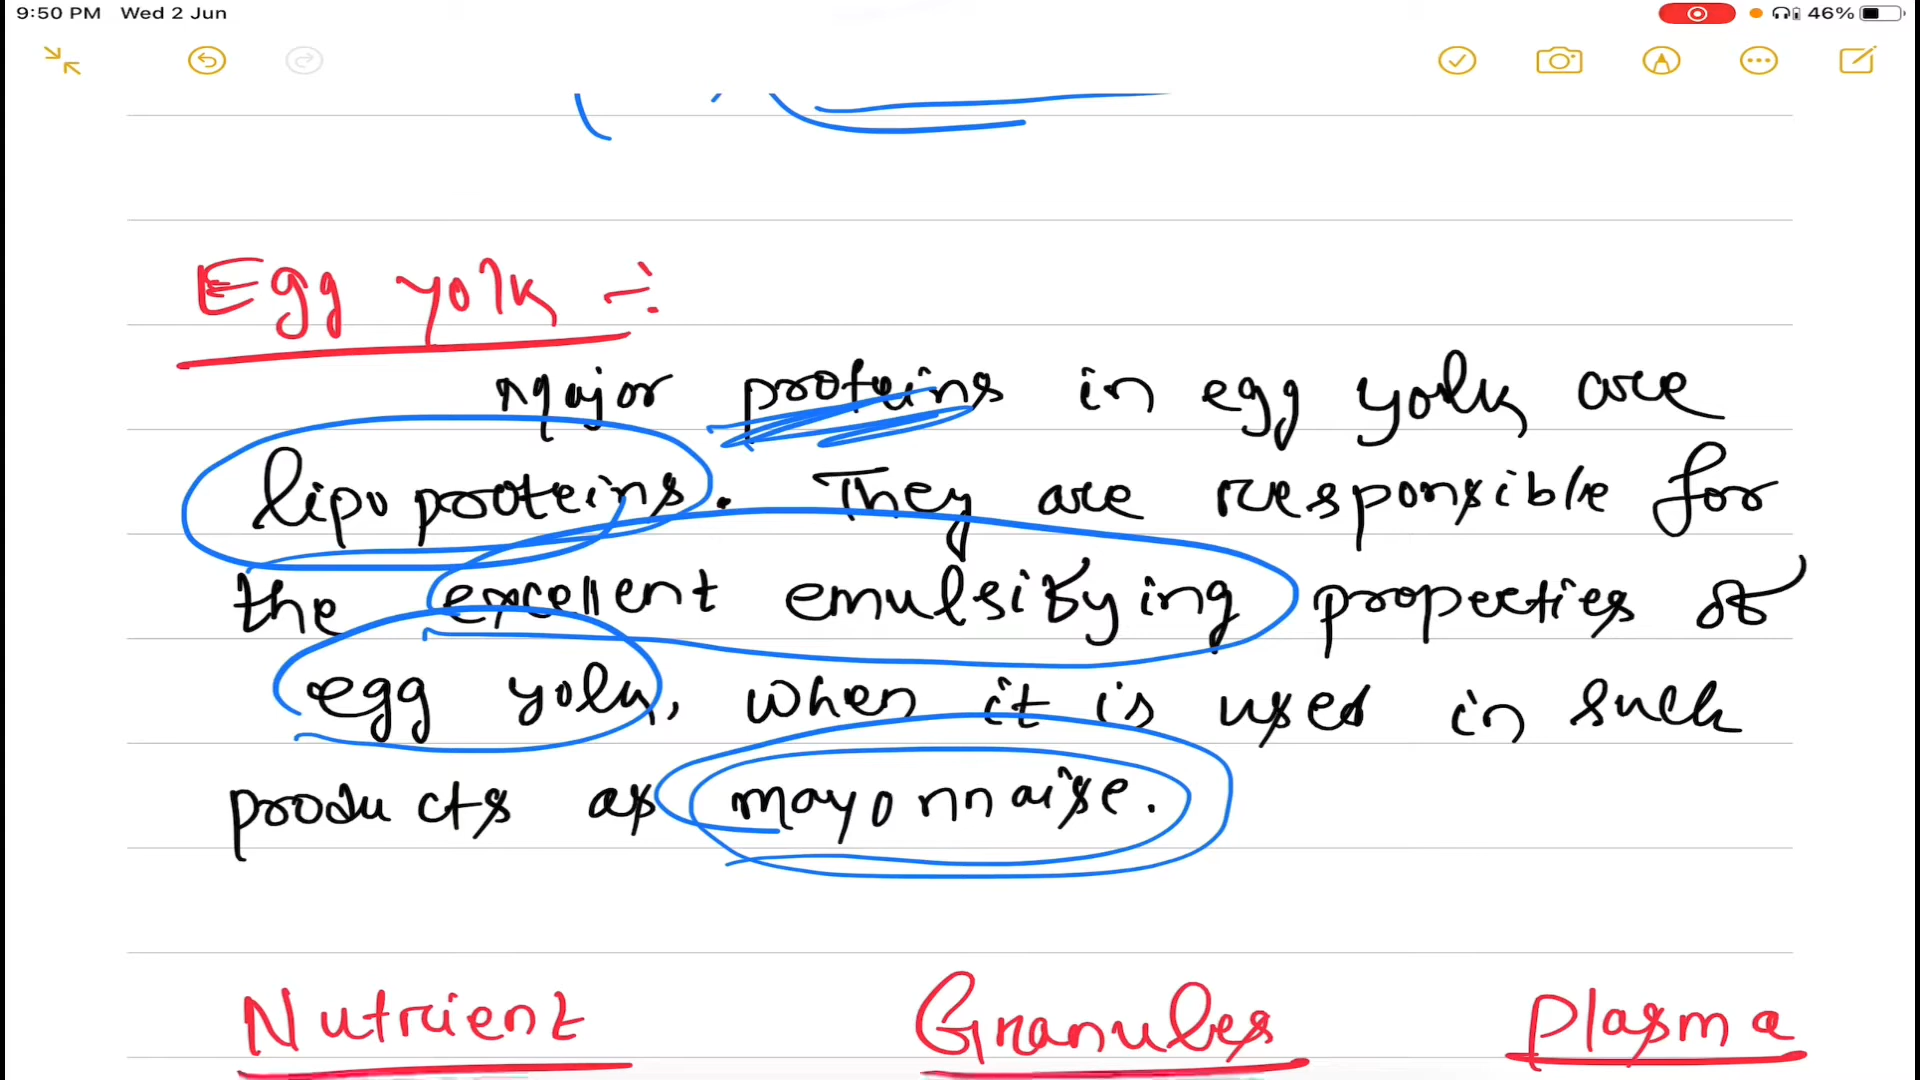 9:50 PM Wed 2 Jun 46%
Egg yolk ÷
Major proteins in egg yolk are
lipoproteins. They are responsible for
the excellent emulsifying properties of
egg yolk, when it is used in such
products as mayonnaise.
Nutrient Granules Plasma